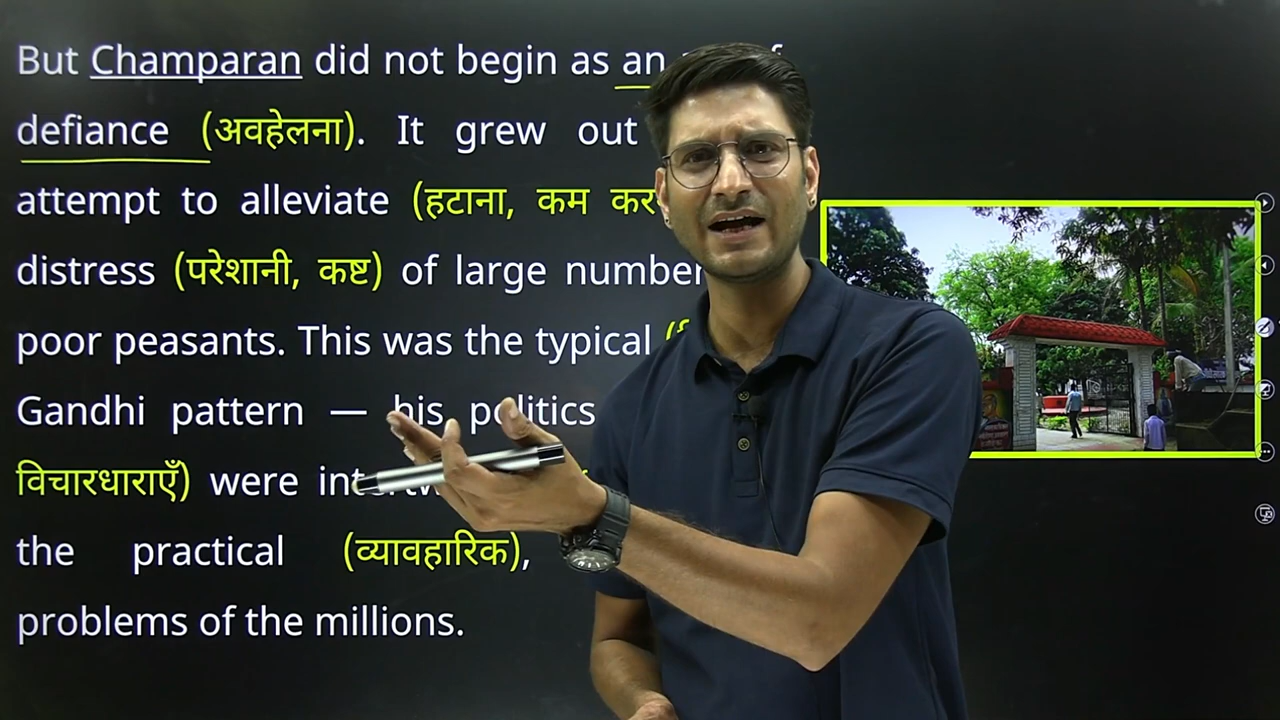 But Champaran did not begin as an
defiance (अवहेलना). It grew out
attempt to alleviate (हटाना, कम कर
distress (परेशानी, कष्ट) of large number
poor peasants. This was the typical
Gandhi pattern — his politics
विचारधाराएँ) were
the practical (व्यावहारिक),
problems of the millions.